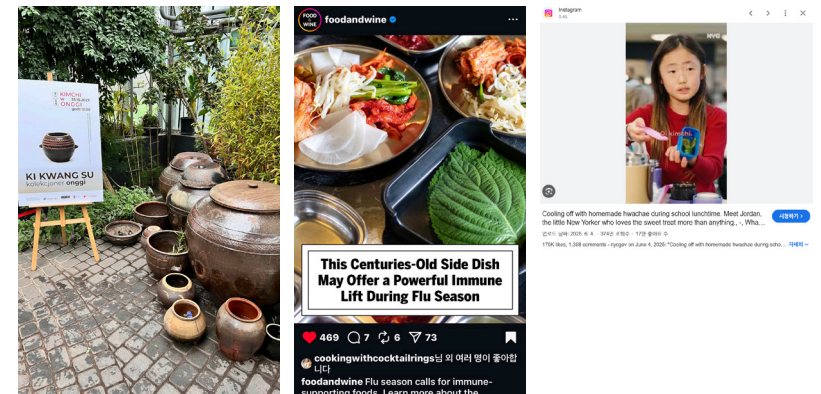 KIMCHI
W
ONGGI
KI KWANG SU
kolekcjoner onggi
FOOD
&
WINE
foodandwine
This Centuries-Old Side Dish
May Offer a Powerful Immune
Lift During Flu Season
469 7 6 73
cookingwithcocktailrings님 외 여러 명이 좋아합
니다
foodandwine Flu season calls for immune-
supporting foods. Learn more about the
Instagram
NYC
kimchi.
Cooling off with homemade hwachae during school lunchtime. Meet Jordan,
the little New Yorker who loves the sweet treat more than anything., -, Wha...
시청하기 >
170K likes, 1,358 comments - nycgov on June 4, 2025: "Cooling off with homemade hwachae during scho...
자세히